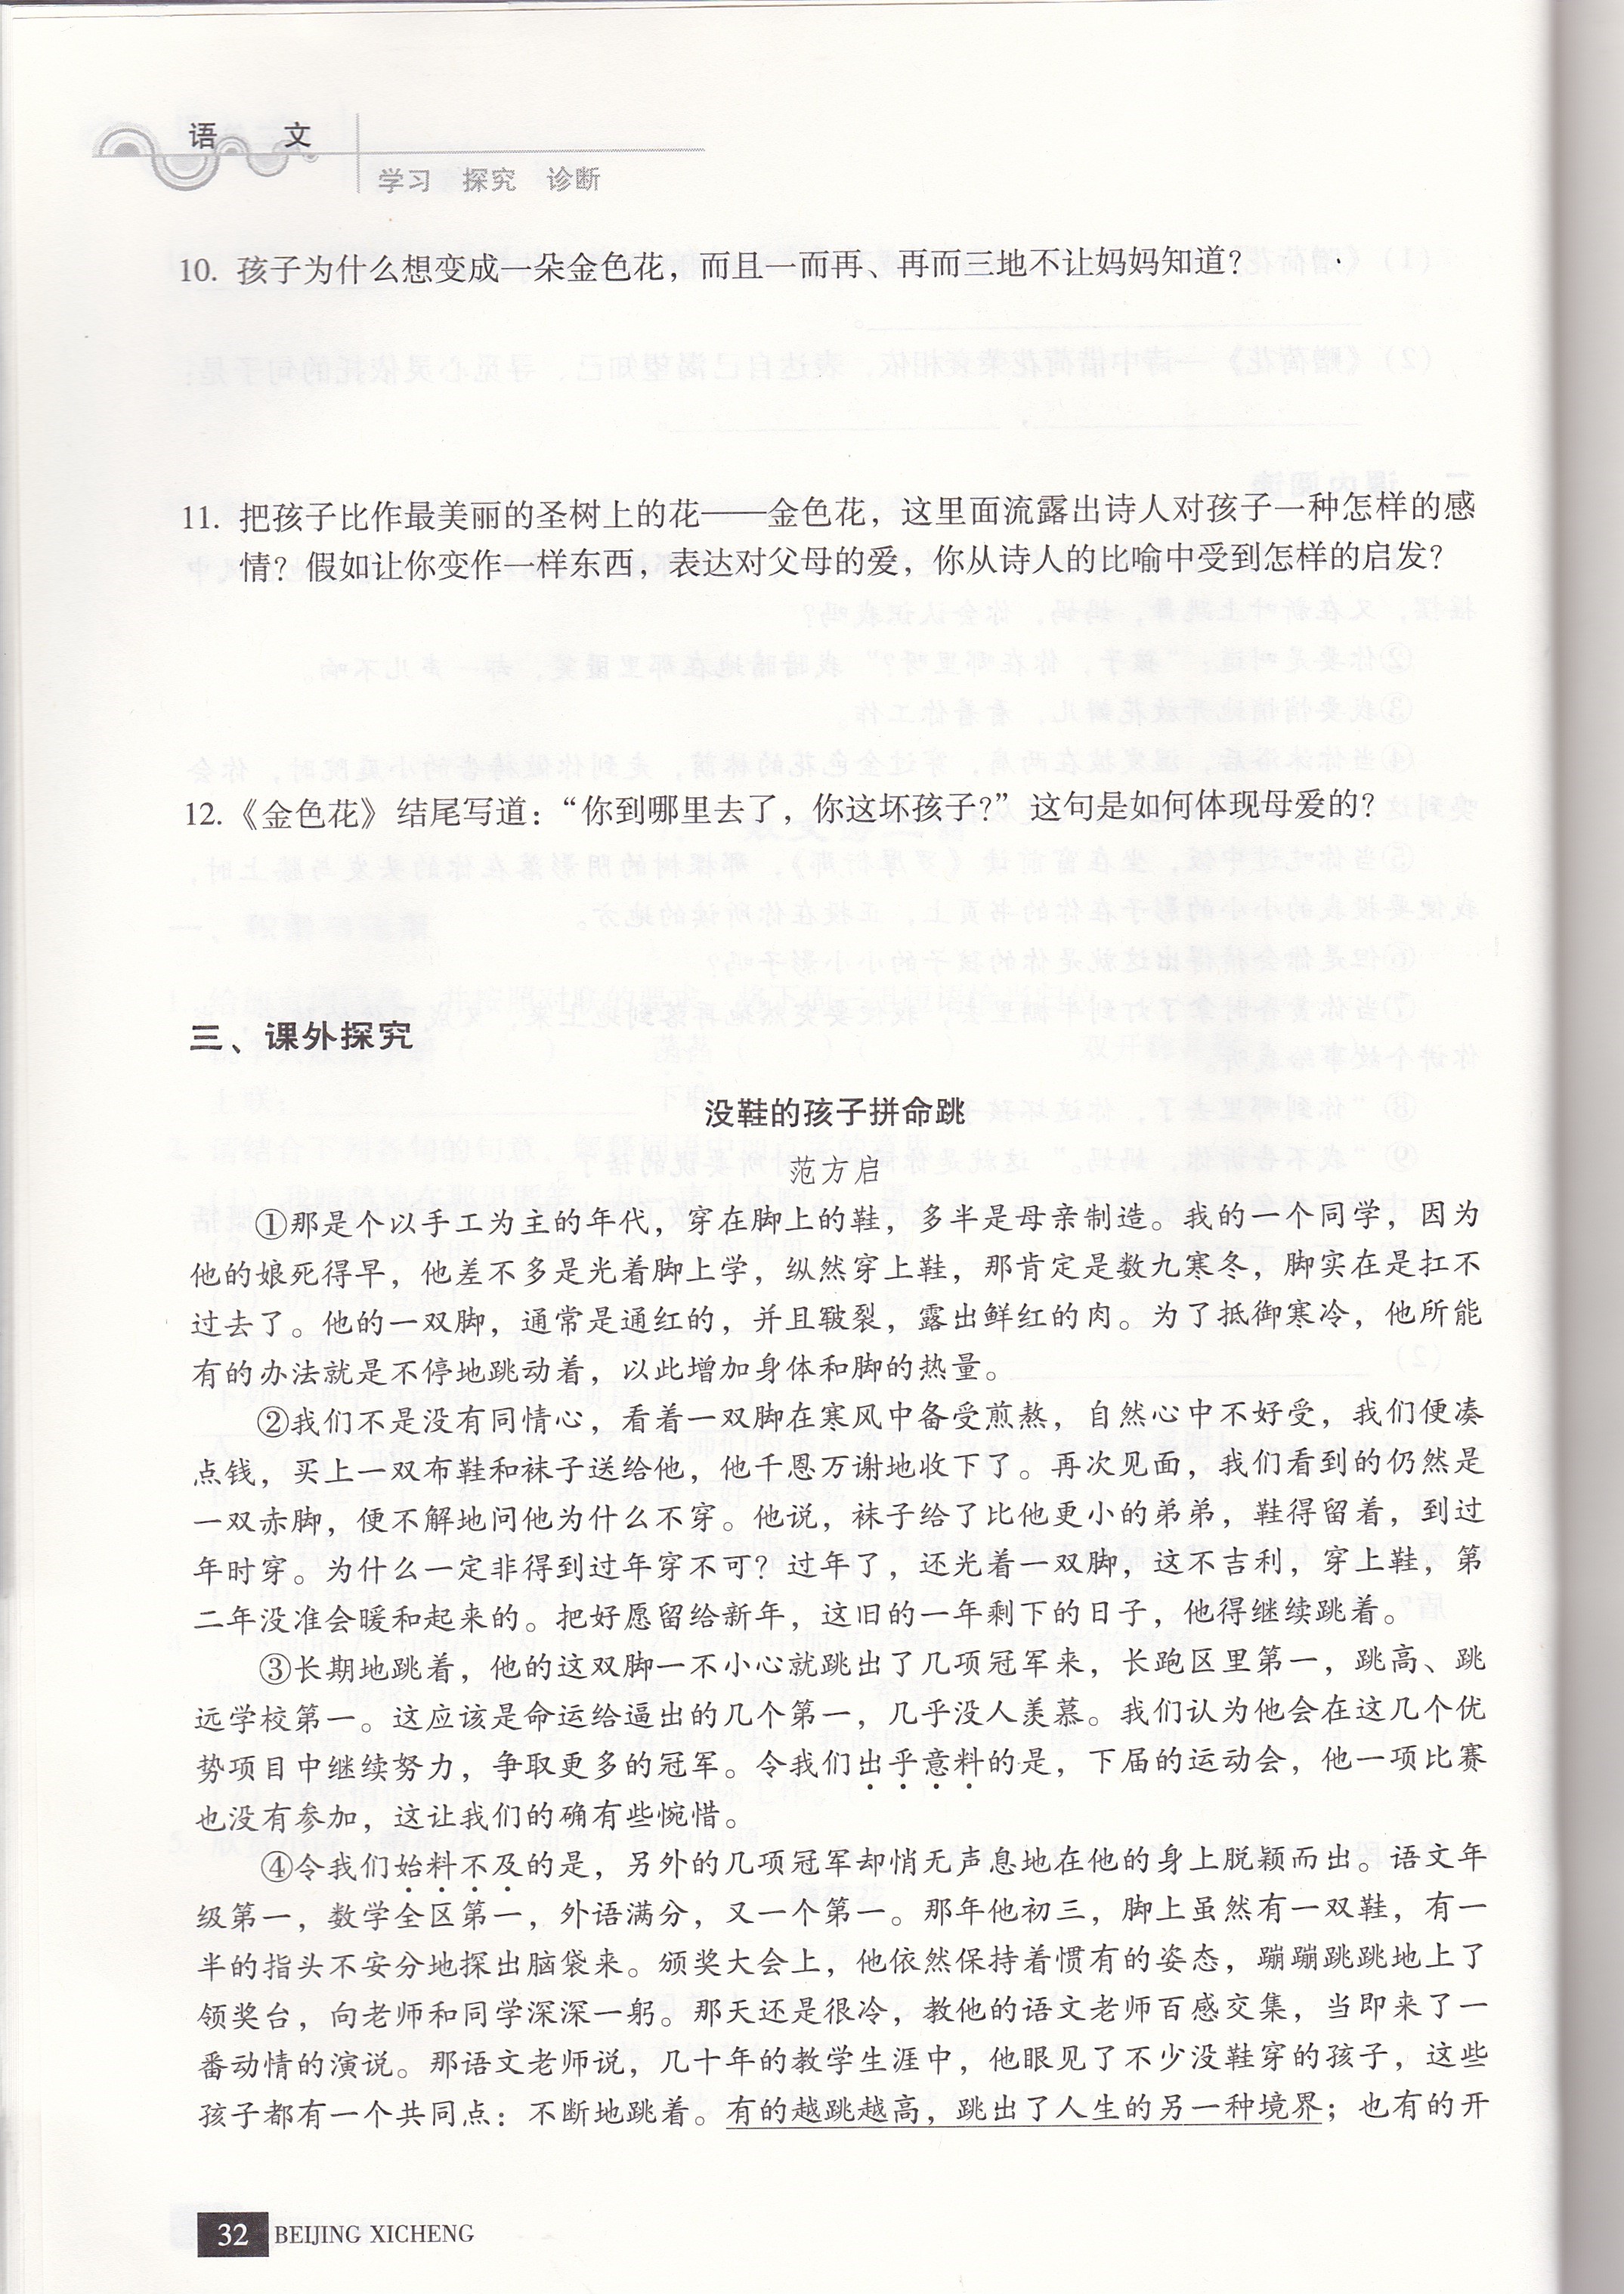 语 文
学习 探究 诊断
10. 孩子为什么想变成一朵金色花，而且一而再、再而三地不让妈妈知道？
11. 把孩子比作最美丽的圣树上的花——金色花，这里面流露出诗人对孩子一种怎样的感
情？假如让你变作一样东西，表达对父母的爱，你从诗人的比喻中受到怎样的启发？
12.《金色花》结尾写道：“你到哪里去了，你这坏孩子？”这句是如何体现母爱的？
三、课外探究
没鞋的孩子拼命跳
范方启
①那是个以手工为主的年代，穿在脚上的鞋，多半是母亲制造。我的一个同学，因为
他的娘死得早，他差不多是光着脚上学，纵然穿上鞋，那肯定是数九寒冬，脚实在是扛不
过去了。他的一双脚，通常是通红的，并且皲裂，露出鲜红的肉。为了抵御寒冷，他所能
有的办法就是不停地跳动着，以此增加身体和脚的热量。
②我们不是没有同情心，看着一双脚在寒风中备受煎熬，自然心中不好受，我们便凑
点钱，买上一双布鞋和袜子送给他，他千恩万谢地收下了。再次见面，我们看到的仍然是
一双赤脚，便不解地问他为什么不穿。他说，袜子给了比他更小的弟弟，鞋得留着，到过
年时穿。为什么一定非得到过年穿不可？过年了，还光着一双脚，这不吉利，穿上鞋，第
二年没准会暖和起来的。把好愿留给新年，这旧的一年剩下的日子，他得继续跳着。
③长期地跳着，他的这双脚一不小心就跳出了几项冠军来，长跑区里第一，跳高、跳
远学校第一。这应该是命运给逼出的几个第一，几乎没人羡慕。我们认为他会在这几个优
势项目中继续努力，争取更多的冠军。令我们出乎意料的是，下届的运动会，他一项比赛
也没有参加，这让我们的确有些惋惜。
④令我们始料不及的是，另外的几项冠军却悄无声息地在他的身上脱颖而出。语文年
级第一，数学全区第一，外语满分，又一个第一。那年他初三，脚上虽然有一双鞋，有一
半的指头不安分地探出脑袋来。颁奖大会上，他依然保持着惯有的姿态，蹦蹦跳跳地上了
领奖台，向老师和同学深深一躬。那天还是很冷，教他的语文老师百感交集，当即来了一
番动情的演说。那语文老师说，几十年的教学生涯中，他眼见了不少没鞋穿的孩子，这些
孩子都有一个共同点：不断地跳着。有的越跳越高，跳出了人生的另一种境界；也有的开
32 BEIJING XICHENG